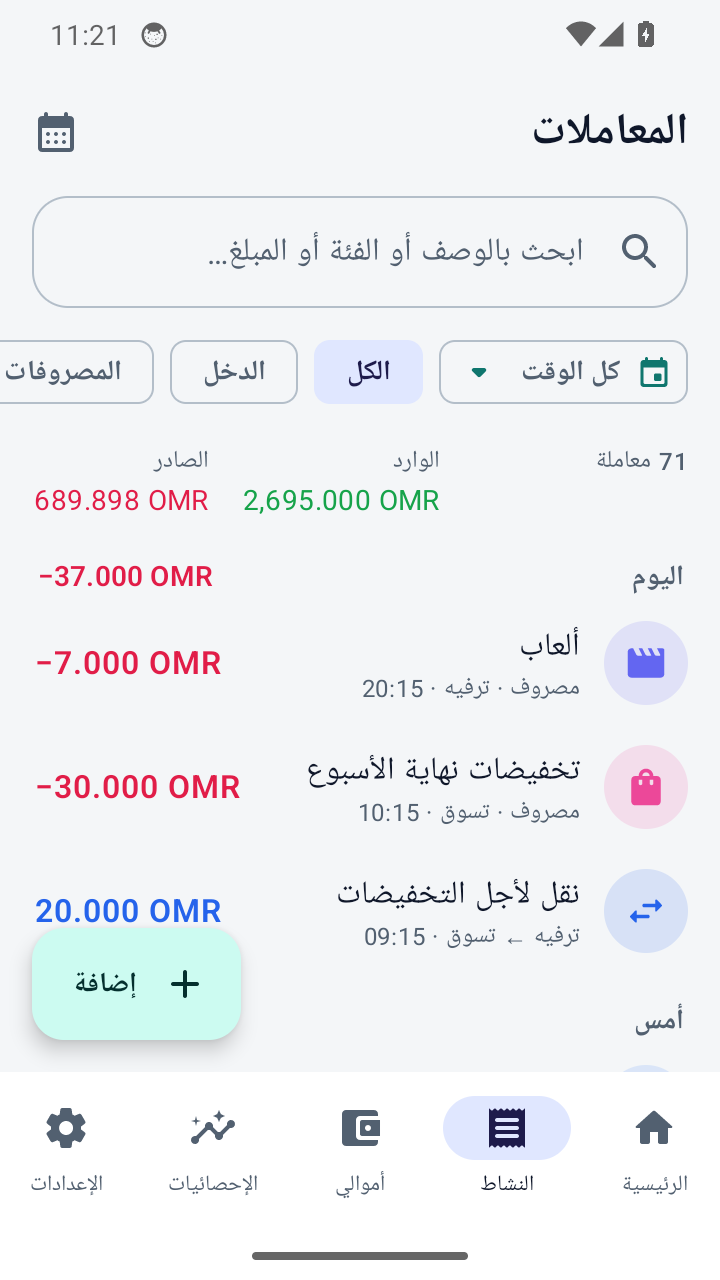 11:21
المعاملات
ابحث بالوصف أو الفئة أو المبلغ...
كل الوقت
الكل
الدخل
المصروفات
71 معاملة
الوارد
2,695.000 OMR
الصادر
689.898 OMR
اليوم
−37.000 OMR
ألعاب
−7.000 OMR
مصروف · ترفيه · 20:15
تخفيضات نهاية الأسبوع
−30.000 OMR
مصروف · تسوق · 10:15
نقل لأجل التخفيضات
20.000 OMR
ترفيه ← تسوق · 09:15
إضافة
أمس
الرئيسية
النشاط
أموالي
الإحصائيات
الإعدادات